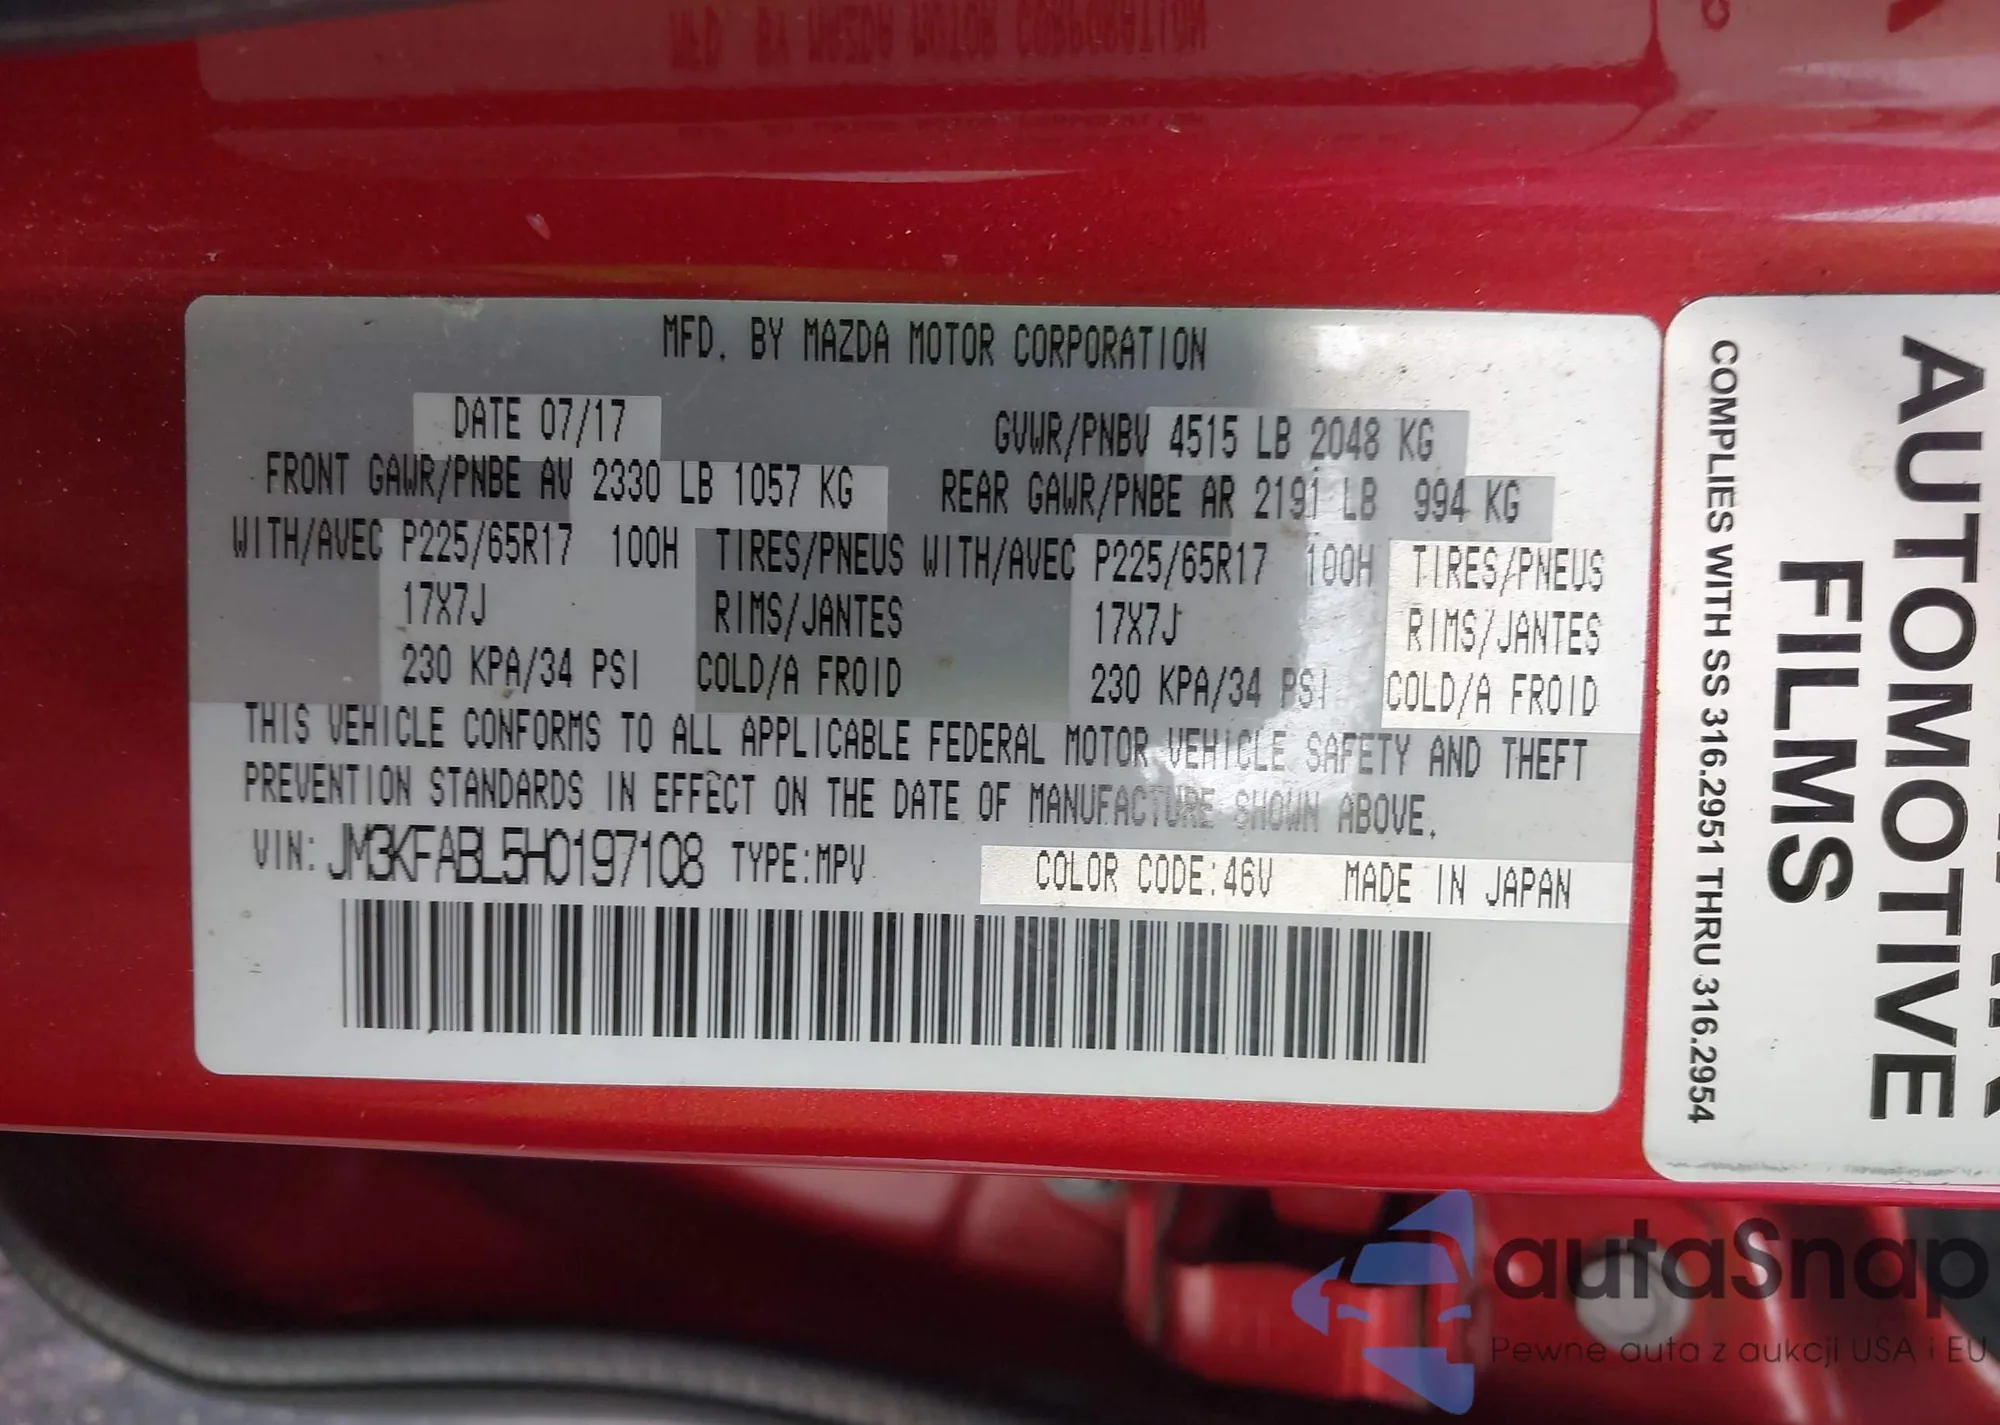 MFD. BY MAZDA MOTOR CORPORATION
DATE 07/17 GVWR/PNBV 4515 LB 2048 KG
FRONT GAWR/PNBE AV 2330 LB 1057 KG REAR GAWR/PNBE AR 2191 LB 994 KG
WITH/AVEC P225/65R17 100H TIRES/PNEUS WITH/AVEC P225/65R17 100H TIRES/PNEUS
17X7J RIMS/JANTES 17X7J RIMS/JANTES
230 KPA/34 PSI COLD/A FROID 230 KPA/34 PSI COLD/A FROID
THIS VEHICLE CONFORMS TO ALL APPLICABLE FEDERAL MOTOR VEHICLE SAFETY AND THEFT
PREVENTION STANDARDS IN EFFECT ON THE DATE OF MANUFACTURE SHOWN ABOVE.
VIN: JM3KFABL5H0197108 TYPE:MPV COLOR CODE:46V MADE IN JAPAN
AUTOMOTIVE
FILMS
COMPLIES WITH SS 316.2951 THRU 316.2954
autaSnap
Pewne auta z aukcji USA i EU